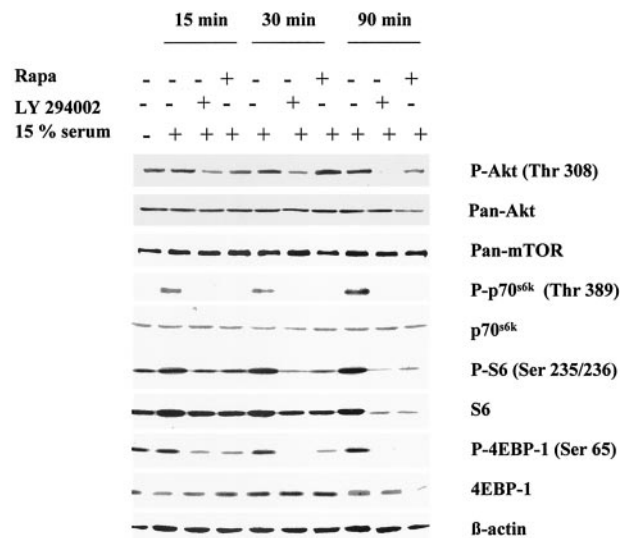 15 min 30 min 90 min
Rapa - - - + - - + - - +
LY 294002 - - + - - + - - + -
15 % serum - + + + + + + + + +
P-Akt (Thr 308)
Pan-Akt
Pan-mTOR
P-p70s6k (Thr 389)
p70s6k
P-S6 (Ser 235/236)
S6
P-4EBP-1 (Ser 65)
4EBP-1
ß-actin